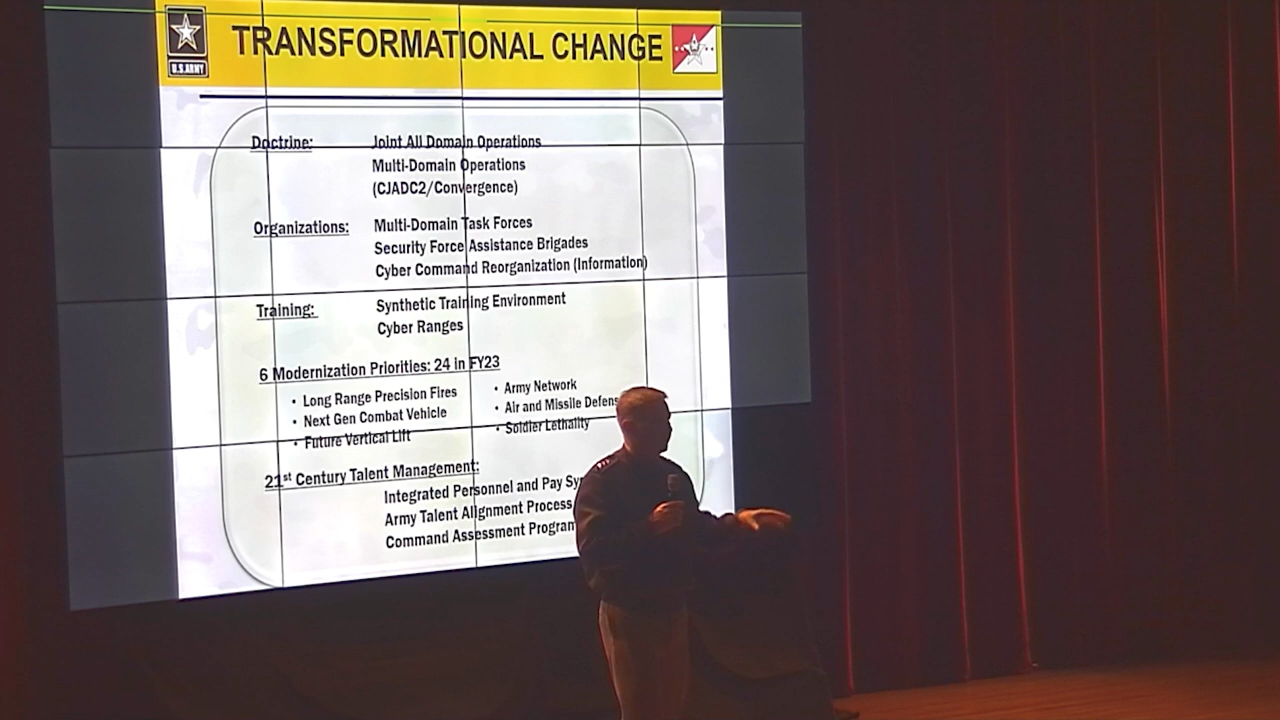 TRANSFORMATIONAL CHANGE
U.S.ARMY
Doctrine: Joint All Domain Operations
Multi-Domain Operations
(CJADC2/Convergence)
Organizations: Multi-Domain Task Forces
Security Force Assistance Brigades
Cyber Command Reorganization (Information)
Training: Synthetic Training Environment
Cyber Ranges
6 Modernization Priorities: 24 in FY23
• Long Range Precision Fires
• Next Gen Combat Vehicle
• Future Vertical Lift
• Army Network
• Air and Missile Defens
• Soldier Lethality
21st Century Talent Management:
Integrated Personnel and Pay Sy
Army Talent Alignment Process
Command Assessment Program